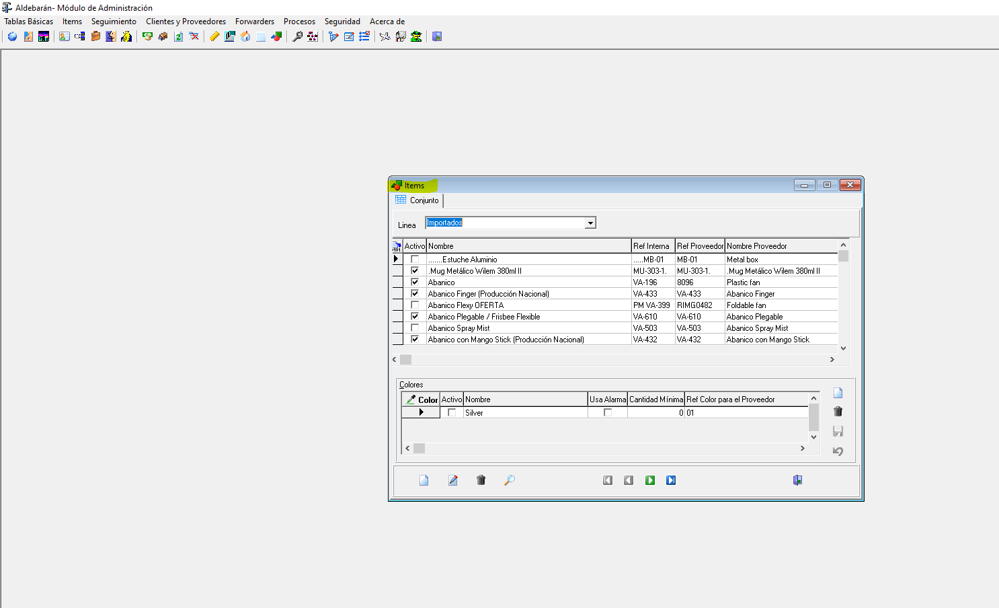 Aldebarán- Módulo de Administración
Tablas Básicas Items Seguimiento Clientes y Proveedores Forwarders Procesos Seguridad Acerca de
Items
Conjunto
Linea Importados
Activo Nombre Ref Interna Ref Proveedor Nombre Proveedor
.......Estuche Aluminio .....MB-01 MB-01 Metal box
.Mug Metálico Wilem 380ml II MU-303-1. MU-303-1. .Mug Metálico Wilem 380ml II
Abanico VA-196 8096 Plastic fan
Abanico Finger (Producción Nacional) VA-433 VA-433 Abanico Finger
Abanico Flexy OFERTA PM VA-399 RIMG0482 Foldable fan
Abanico Plegable / Frisbee Flexible VA-610 VA-610 Abanico Plegable
Abanico Spray Mist VA-503 VA-503 Abanico Spray Mist
Abanico con Mango Stick (Producción Nacional) VA-432 VA-432 Abanico con Mango Stick
Colores
Color Activo Nombre Usa Alarma Cantidad Mínima Ref Color para el Proveedor
Silver 0 01